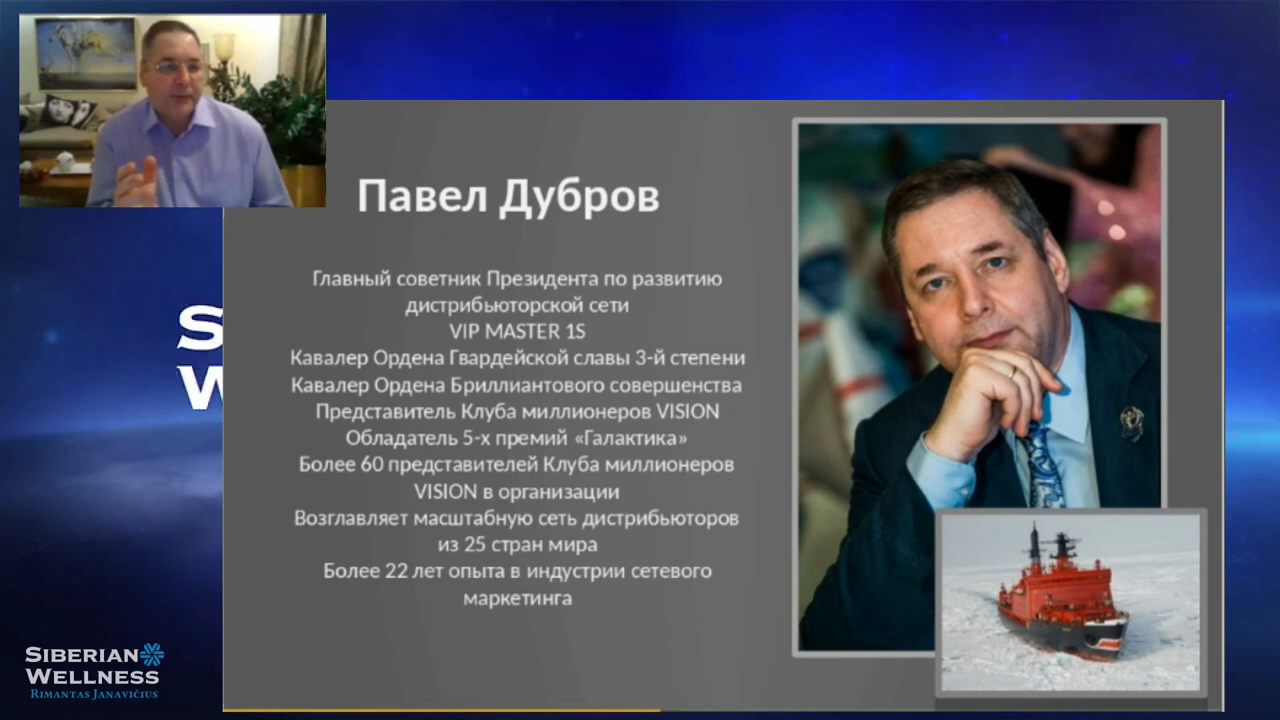 Павел Дубров
Главный советник Президента по развитию
дистрибьюторской сети
VIP MASTER 1S
Кавалер Ордена Гвардейской славы 3-й степени
Кавалер Ордена Бриллиантового совершенства
Представитель Клуба миллионеров VISION
Обладатель 5-х премий «Галактика»
Более 60 представителей Клуба миллионеров
VISION в организации
Возглавляет масштабную сеть дистрибьюторов
из 25 стран мира
Более 22 лет опыта в индустрии сетевого
маркетинга
S
W
SIBERIAN
WELLNESS
RIMANTAS JANAVIČIUS